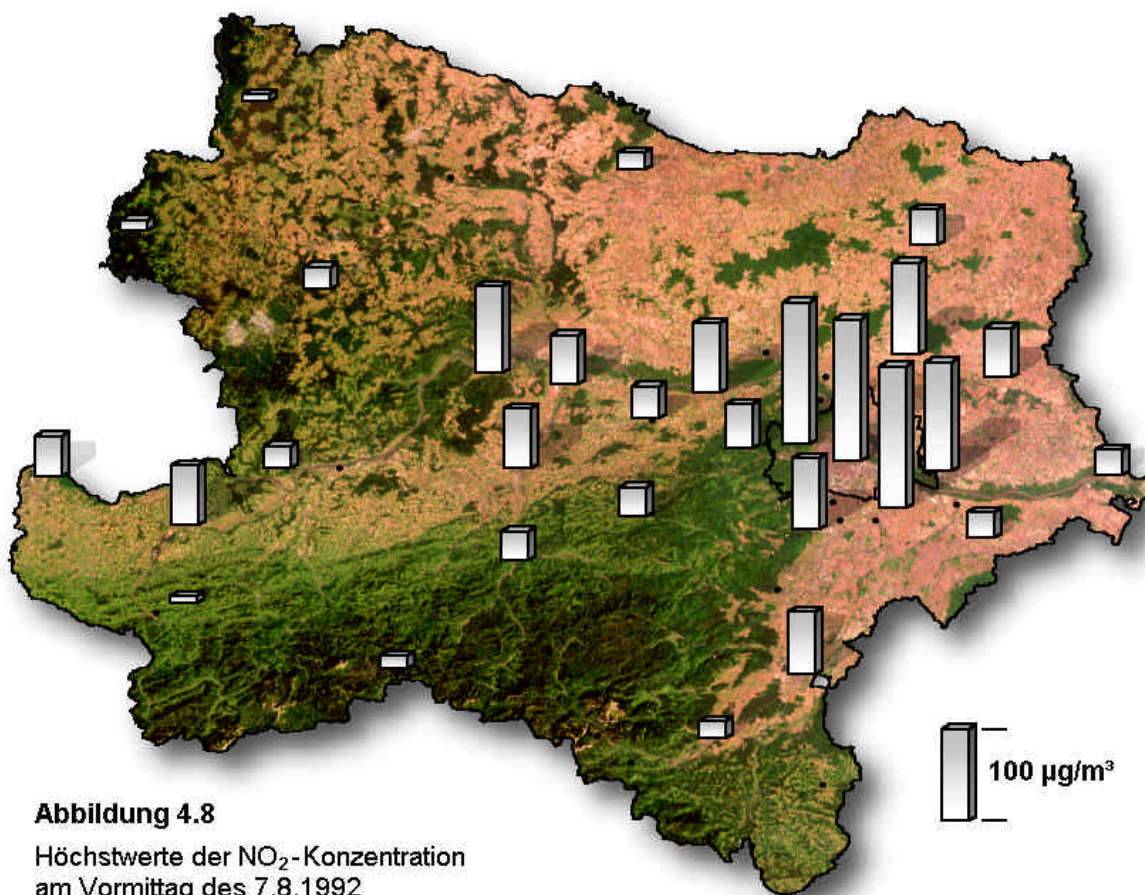 100 µg/m³
Abbildung 4.8
Höchstwerte der NO₂-Konzentration
am Vormittag des 7.8.1992